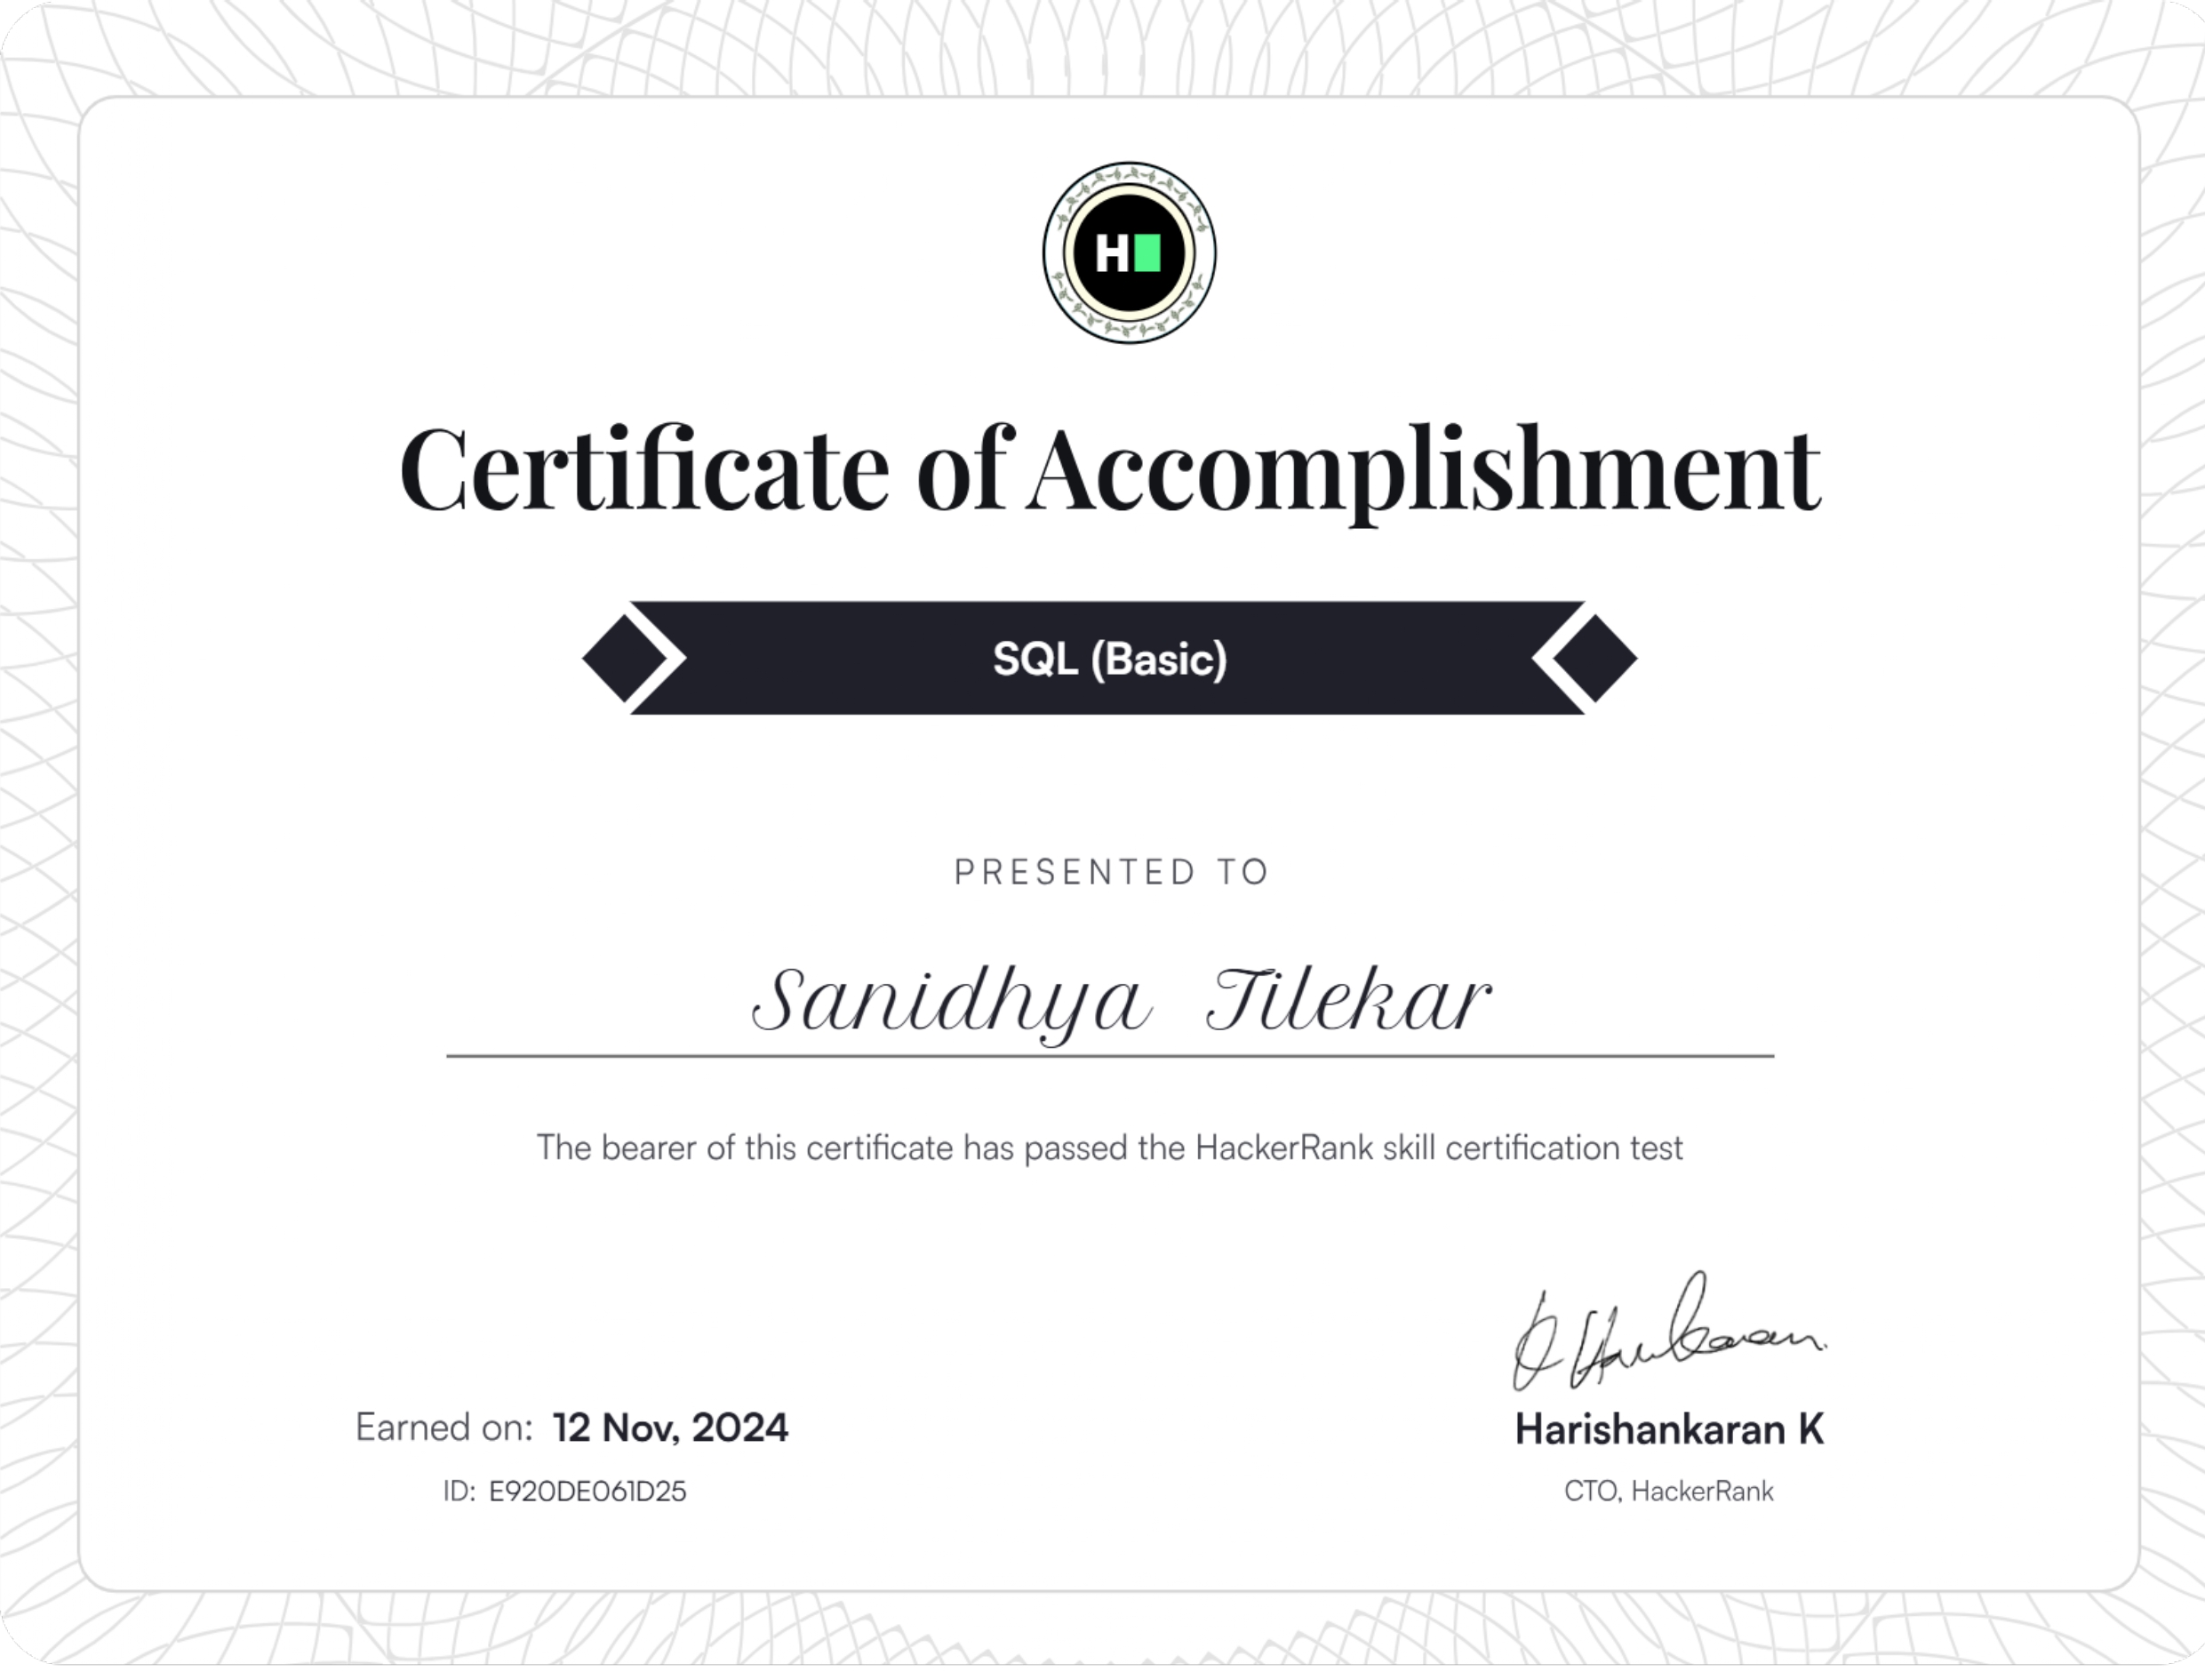 H
Certificate of Accomplishment
SQL (Basic)
PRESENTED TO
Sanidhya Tilekar
The bearer of this certificate has passed the HackerRank skill certification test
Earned on: 12 Nov, 2024
ID: E920DE061D25
Harishankaran K
CTO, HackerRank